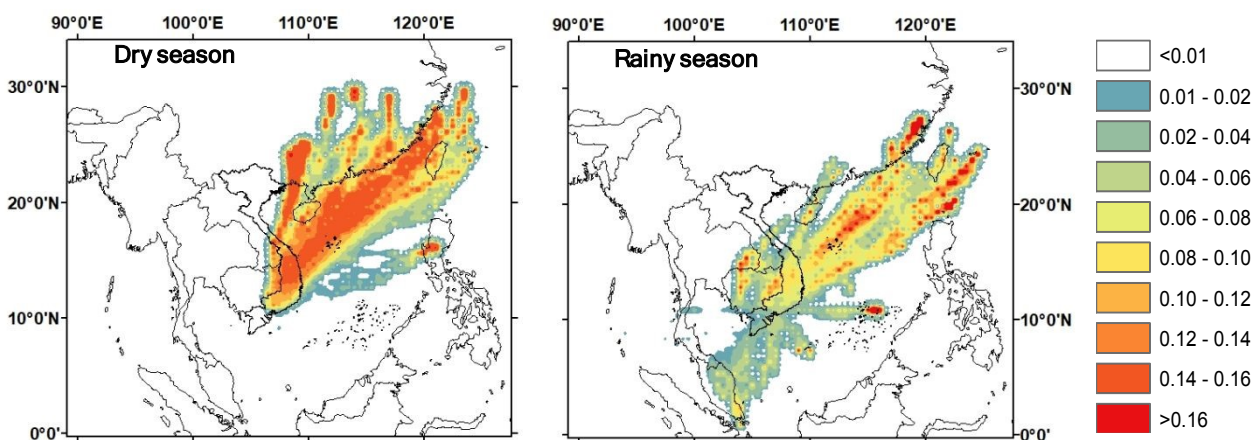 90°0'E 100°0'E 110°0'E 120°0'E
Dry season
30°0'N
20°0'N
10°0'N
0°0'
90°0'E 100°0'E 110°0'E 120°0'E
Rainy season
30°0'N
20°0'N
10°0'N
0°0'N
<0.01
0.01 - 0.02
0.02 - 0.04
0.04 - 0.06
0.06 - 0.08
0.08 - 0.10
0.10 - 0.12
0.12 - 0.14
0.14 - 0.16
>0.16